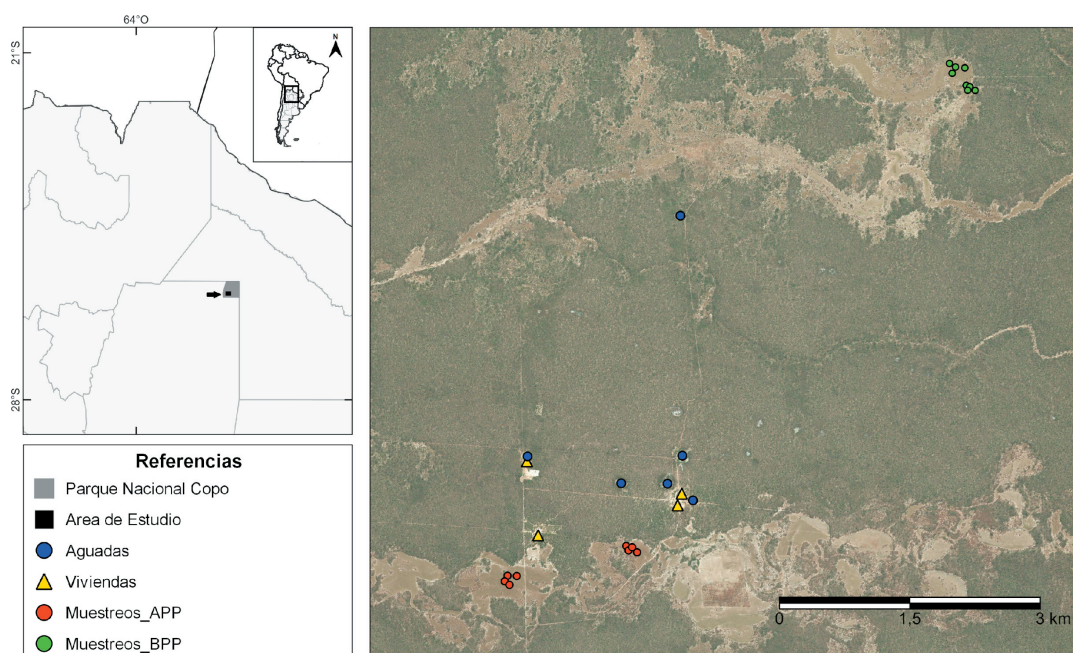 64°O
21°S
28°S
N
Referencias
Parque Nacional Copo
Area de Estudio
Aguadas
Viviendas
Muestreos_APP
Muestreos_BPP
0 1,5 3 km